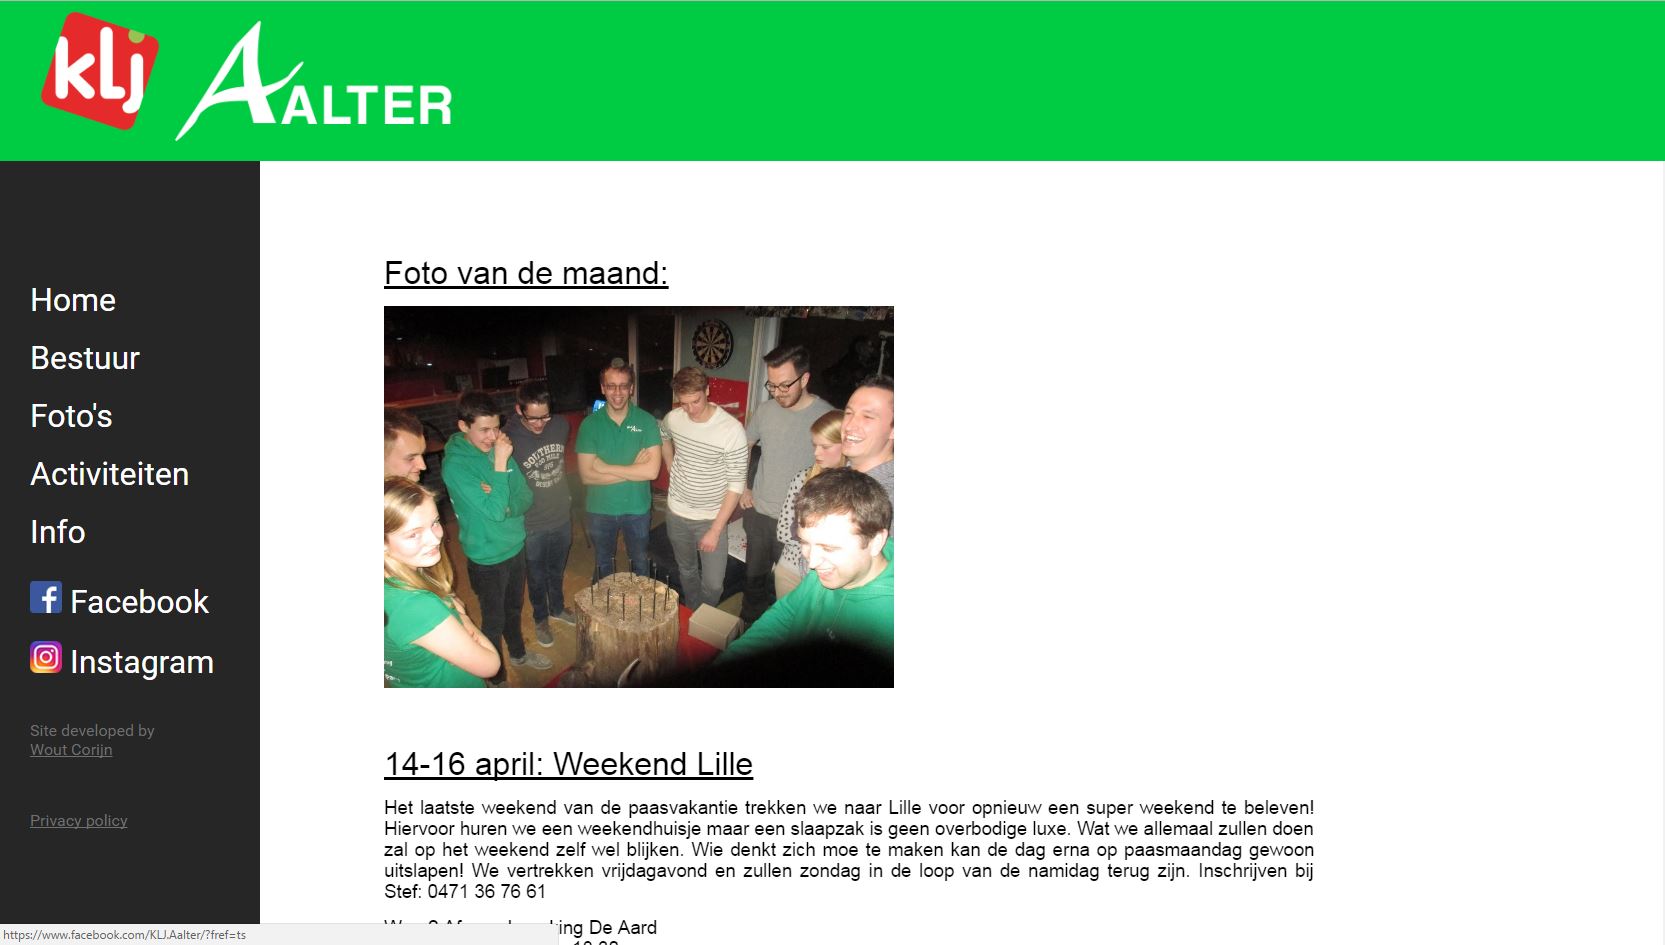 klj AALTER
Home
Bestuur
Foto's
Activiteiten
Info
Facebook
Instagram
Site developed by
Wout Corijn
Privacy policy
Foto van de maand:
SOUTHERN
14-16 april: Weekend Lille
Het laatste weekend van de paasvakantie trekken we naar Lille voor opnieuw een super weekend te beleven!
Hiervoor huren we een weekendhuisje maar een slaapzak is geen overbodige luxe. Wat we allemaal zullen doen
zal op het weekend zelf wel blijken. Wie denkt zich moe te maken kan de dag erna op paasmaandag gewoon
uitslapen! We vertrekken vrijdagavond en zullen zondag in de loop van de namidag terug zijn. Inschrijven bij
Stef: 0471 36 76 61
De Aard
https://www.facebook.com/KLJ.Aalter/?fref=ts